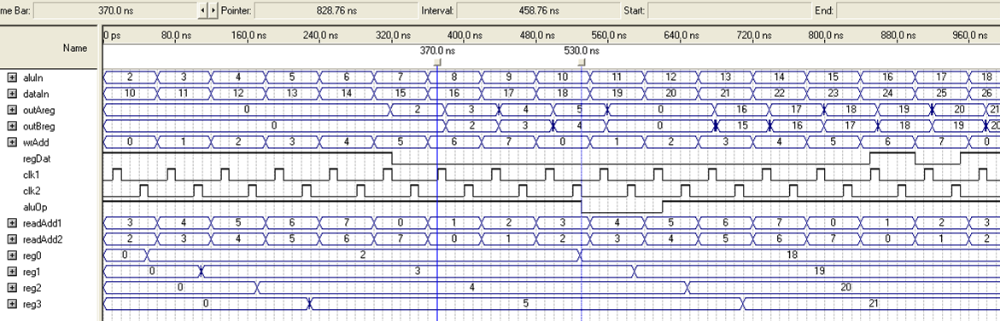 me Bar: 370.0 ns Pointer: 828.76 ns Interval: 458.76 ns Start: End:
Name 0 ps 80.0 ns 160.0 ns 240.0 ns 320.0 ns 400.0 ns 480.0 ns 560.0 ns 640.0 ns 720.0 ns 800.0 ns 880.0 ns 960.0 ns
370.0 ns 530.0 ns
aluIn 2 3 4 5 6 7 8 9 10 11 12 13 14 15 16 17 18
dataIn 10 11 12 13 14 15 16 17 18 19 20 21 22 23 24 25 26
outAreg 0 2 3 4 5 0 16 17 18 19 20 21
outBreg 0 2 3 4 0 15 16 17 18 19 20
wrAdd 0 1 2 3 4 5 6 7 0 1 2 3 4 5 6 7 0
regDat
clk1
clk2
aluOp
readAdd1 3 4 5 6 7 0 1 2 3 4 5 6 7 0 1 2 3
readAdd2 2 3 4 5 6 7 0 1 2 3 4 5 6 7 0 1 2
reg0 0 2 18
reg1 0 3 19
reg2 0 4 20
reg3 0 5 21